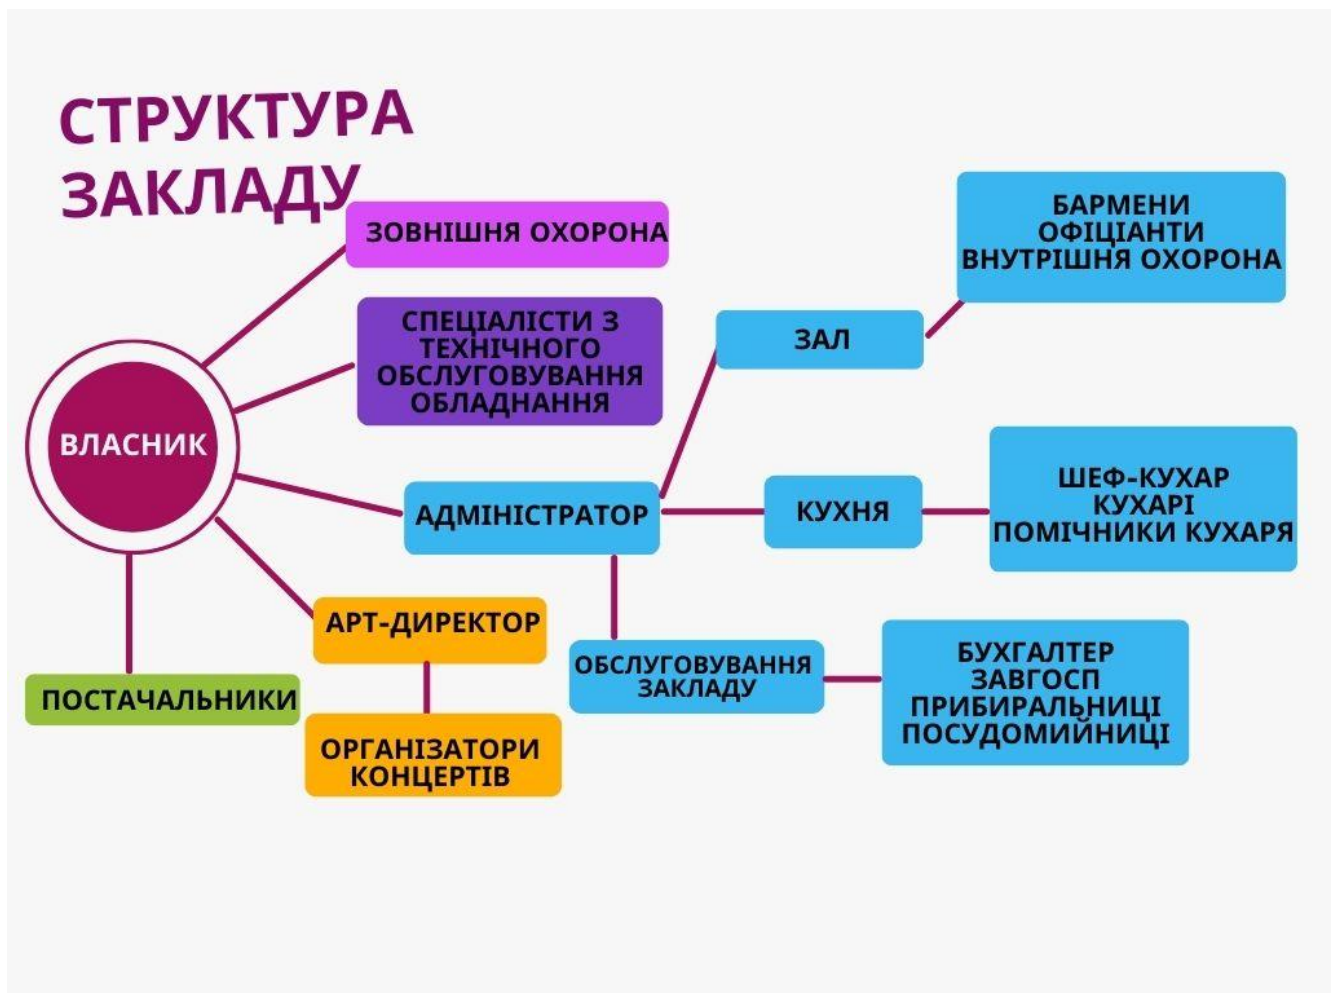 СТРУКТУРА
ЗАКЛАДУ
ЗОВНІШНЯ ОХОРОНА
СПЕЦІАЛІСТИ З
ТЕХНІЧНОГО
ОБСЛУГОВУВАННЯ
ОБЛАДНАННЯ
ВЛАСНИК
АДМІНІСТРАТОР
ЗАЛ
БАРМЕНИ
ОФІЦІАНТИ
ВНУТРІШНЯ ОХОРОНА
КУХНЯ
ШЕФ-КУХАР
КУХАРІ
ПОМІЧНИКИ КУХАРЯ
ОБСЛУГОВУВАННЯ
ЗАКЛАДУ
БУХГАЛТЕР
ЗАВГОСП
ПРИБИРАЛЬНИЦІ
ПОСУДОМИЙНИЦІ
АРТ-ДИРЕКТОР
ОРГАНІЗАТОРИ
КОНЦЕРТІВ
ПОСТАЧАЛЬНИКИ